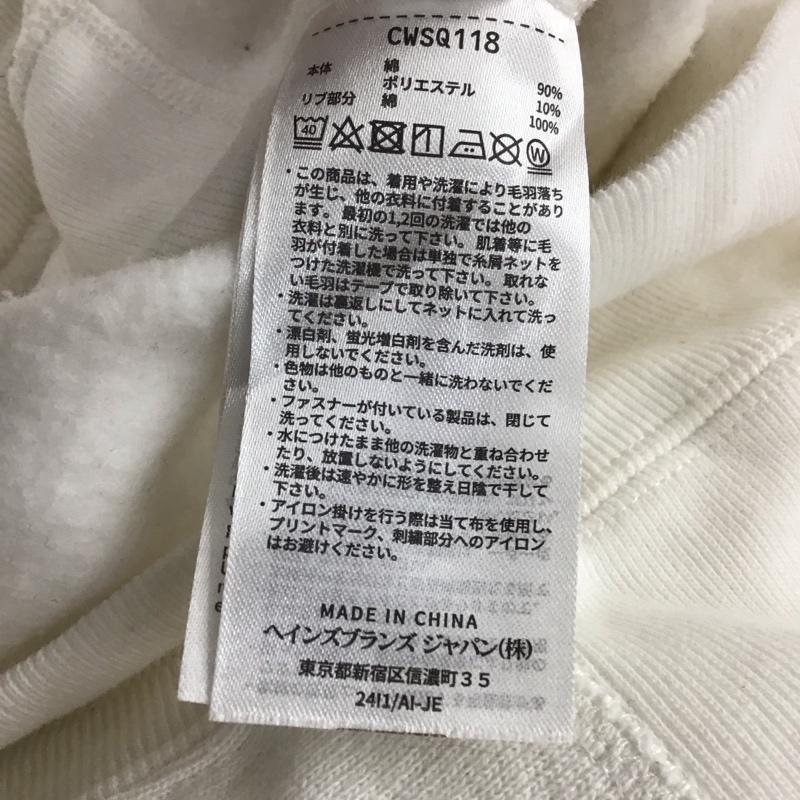 CWSQ118
本体 綿 90%
ポリエステル 10%
リブ部分 綿 100%
40
W
・この商品は、着用や洗濯により毛羽落ち
が生じ、他の衣料に付着することがあり
ます。 最初の1,2回の洗濯では他の
衣料と別に洗って下さい。 肌着等に毛
羽が付着した場合は単独で糸屑ネットを
つけた洗濯機で洗って下さい。 取れな
い毛羽はテープで取り除いて下さい。
・洗濯は裏返しにしてネットに入れて洗っ
てください。
・漂白剤、蛍光増白剤を含んだ洗剤は、使
用しないでください。
・色物は他のものと一緒に洗わないでくだ
さい。
・ファスナーが付いている製品は、閉じて
洗ってください。
・水につけたまま他の洗濯物と重ね合わせ
たり、放置しないようにしてください。
・洗濯後は速やかに形を整え日陰で干して
下さい。
・アイロン掛けを行う際は当て布を使用し、
プリントマーク、刺繍部分へのアイロン
はお避けください。
MADE IN CHINA
ヘインズブランズ ジャパン(株)
東京都新宿区信濃町35
24I1/AI-JE